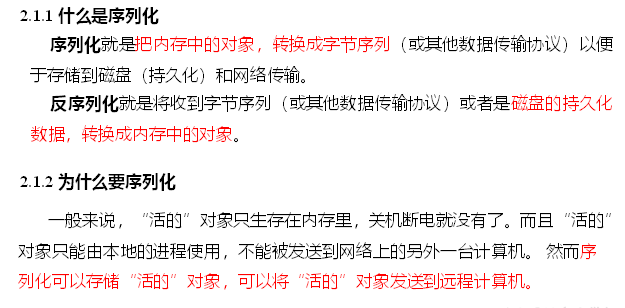 2.1.1 什么是序列化
序列化就是把内存中的对象，转换成字节序列（或其他数据传输协议）以便
于存储到磁盘（持久化）和网络传输。
反序列化就是将收到字节序列（或其他数据传输协议）或者是磁盘的持久化
数据，转换成内存中的对象。
2.1.2 为什么要序列化
一般来说，“活的”对象只生存在内存里，关机断电就没有了。而且“活的”
对象只能由本地的进程使用，不能被发送到网络上的另外一台计算机。 然而序
列化可以存储“活的”对象，可以将“活的”对象发送到远程计算机。